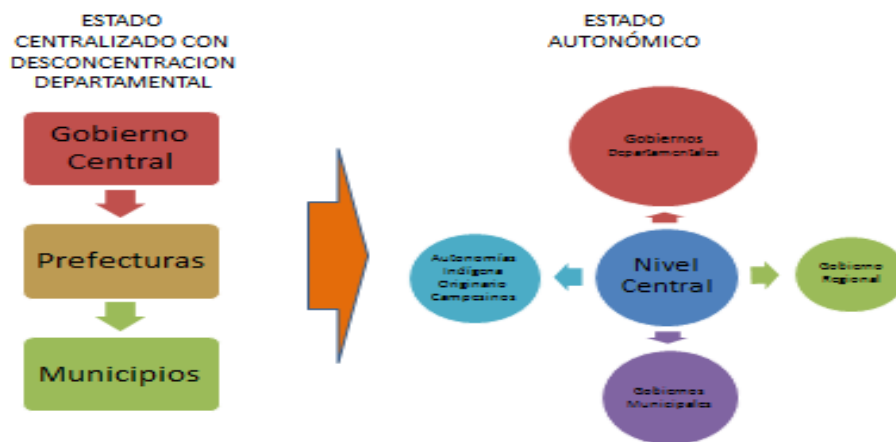 ESTADO
CENTRALIZADO CON
DESCONCENTRACION
DEPARTAMENTAL
Gobierno
Central
Prefecturas
Municipios
ESTADO
AUTONÓMICO
Gobiernos
Departamentales
Autonomías
Indígena
Originario
Campesinos
Nivel
Central
Gobierno
Regional
Gobiernos
Municipales